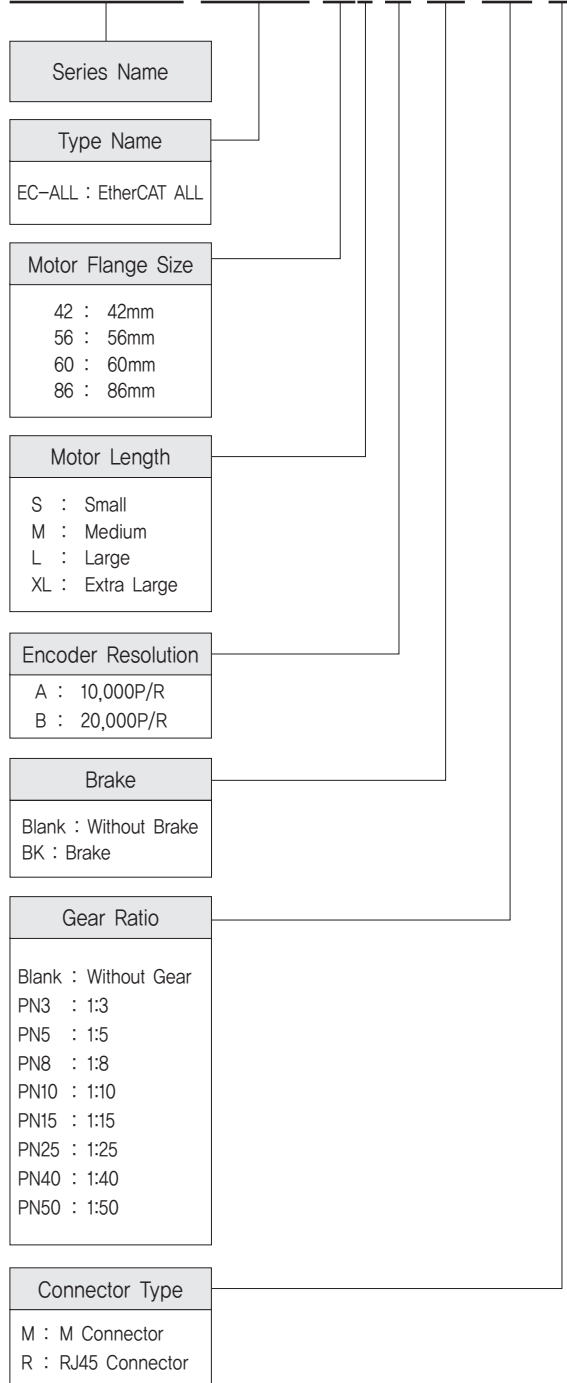 Series Name
Type Name
EC-ALL : EtherCAT ALL
Motor Flange Size
42 : 42mm
56 : 56mm
60 : 60mm
86 : 86mm
Motor Length
S : Small
M : Medium
L : Large
XL : Extra Large
Encoder Resolution
A : 10,000P/R
B : 20,000P/R
Brake
Blank : Without Brake
BK : Brake
Gear Ratio
Blank : Without Gear
PN3 : 1:3
PN5 : 1:5
PN8 : 1:8
PN10 : 1:10
PN15 : 1:15
PN25 : 1:25
PN40 : 1:40
PN50 : 1:50
Connector Type
M : M Connector
R : RJ45 Connector